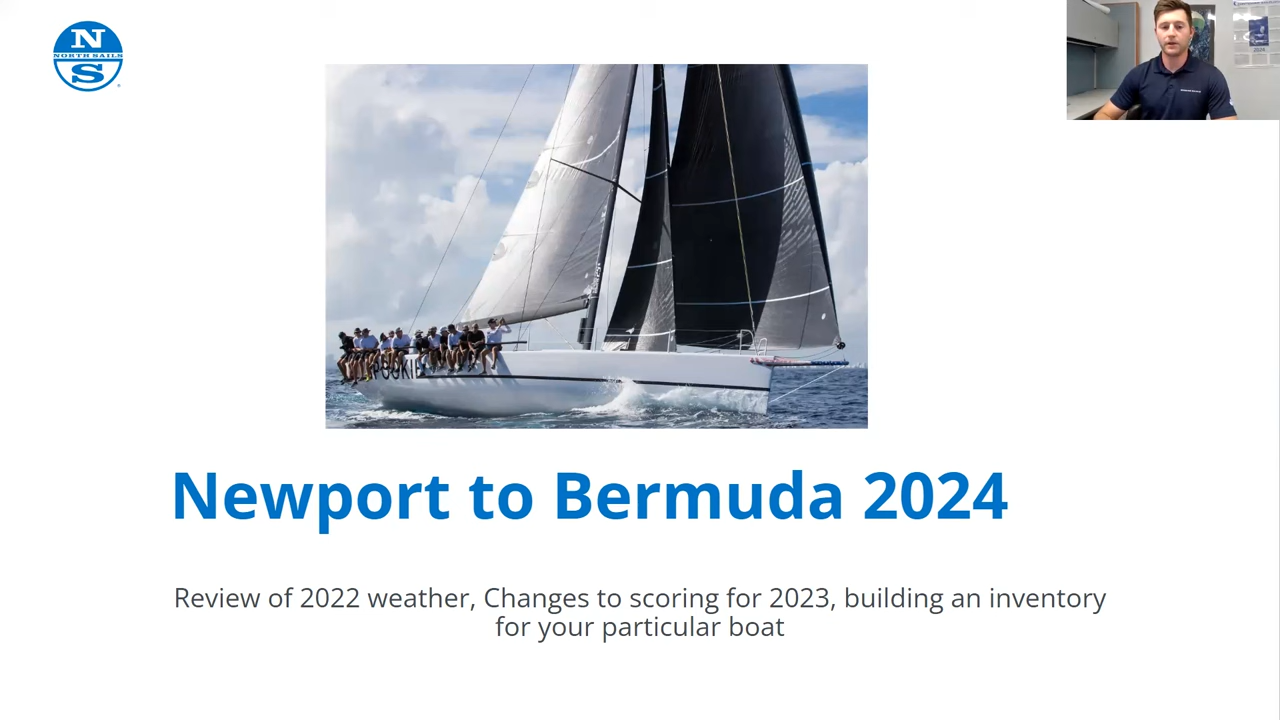 N
NORTH SAILS
S
POOKIE
Newport to Bermuda 2024
Review of 2022 weather, Changes to scoring for 2023, building an inventory
for your particular boat